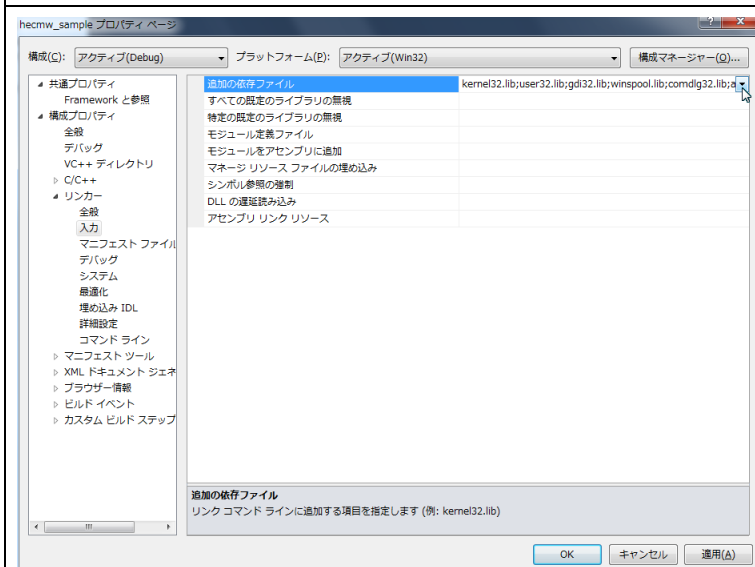 hecmw_sample プロパティ ページ
構成(C): アクティブ(Debug) プラットフォーム(P): アクティブ(Win32) 構成マネージャー(O)...
共通プロパティ
Framework と参照
構成プロパティ
全般
デバッグ
VC++ ディレクトリ
C/C++
リンカー
全般
入力
マニフェスト ファイル
デバッグ
システム
最適化
埋め込み IDL
詳細設定
コマンド ライン
マニフェスト ツール
XML ドキュメント ジェネ
ブラウザー情報
ビルド イベント
カスタム ビルド ステップ
追加の依存ファイル kernel32.lib;user32.lib;gdi32.lib;winspool.lib;comdlg32.lib;a
すべての既定のライブラリの無視
特定の既定のライブラリの無視
モジュール定義ファイル
モジュールをアセンブリに追加
マネージ リソース ファイルの埋め込み
シンボル参照の強制
DLL の遅延読み込み
アセンブリ リンク リソース
追加の依存ファイル
リンク コマンド ラインに追加する項目を指定します (例: kernel32.lib)
OK キャンセル 適用(A)